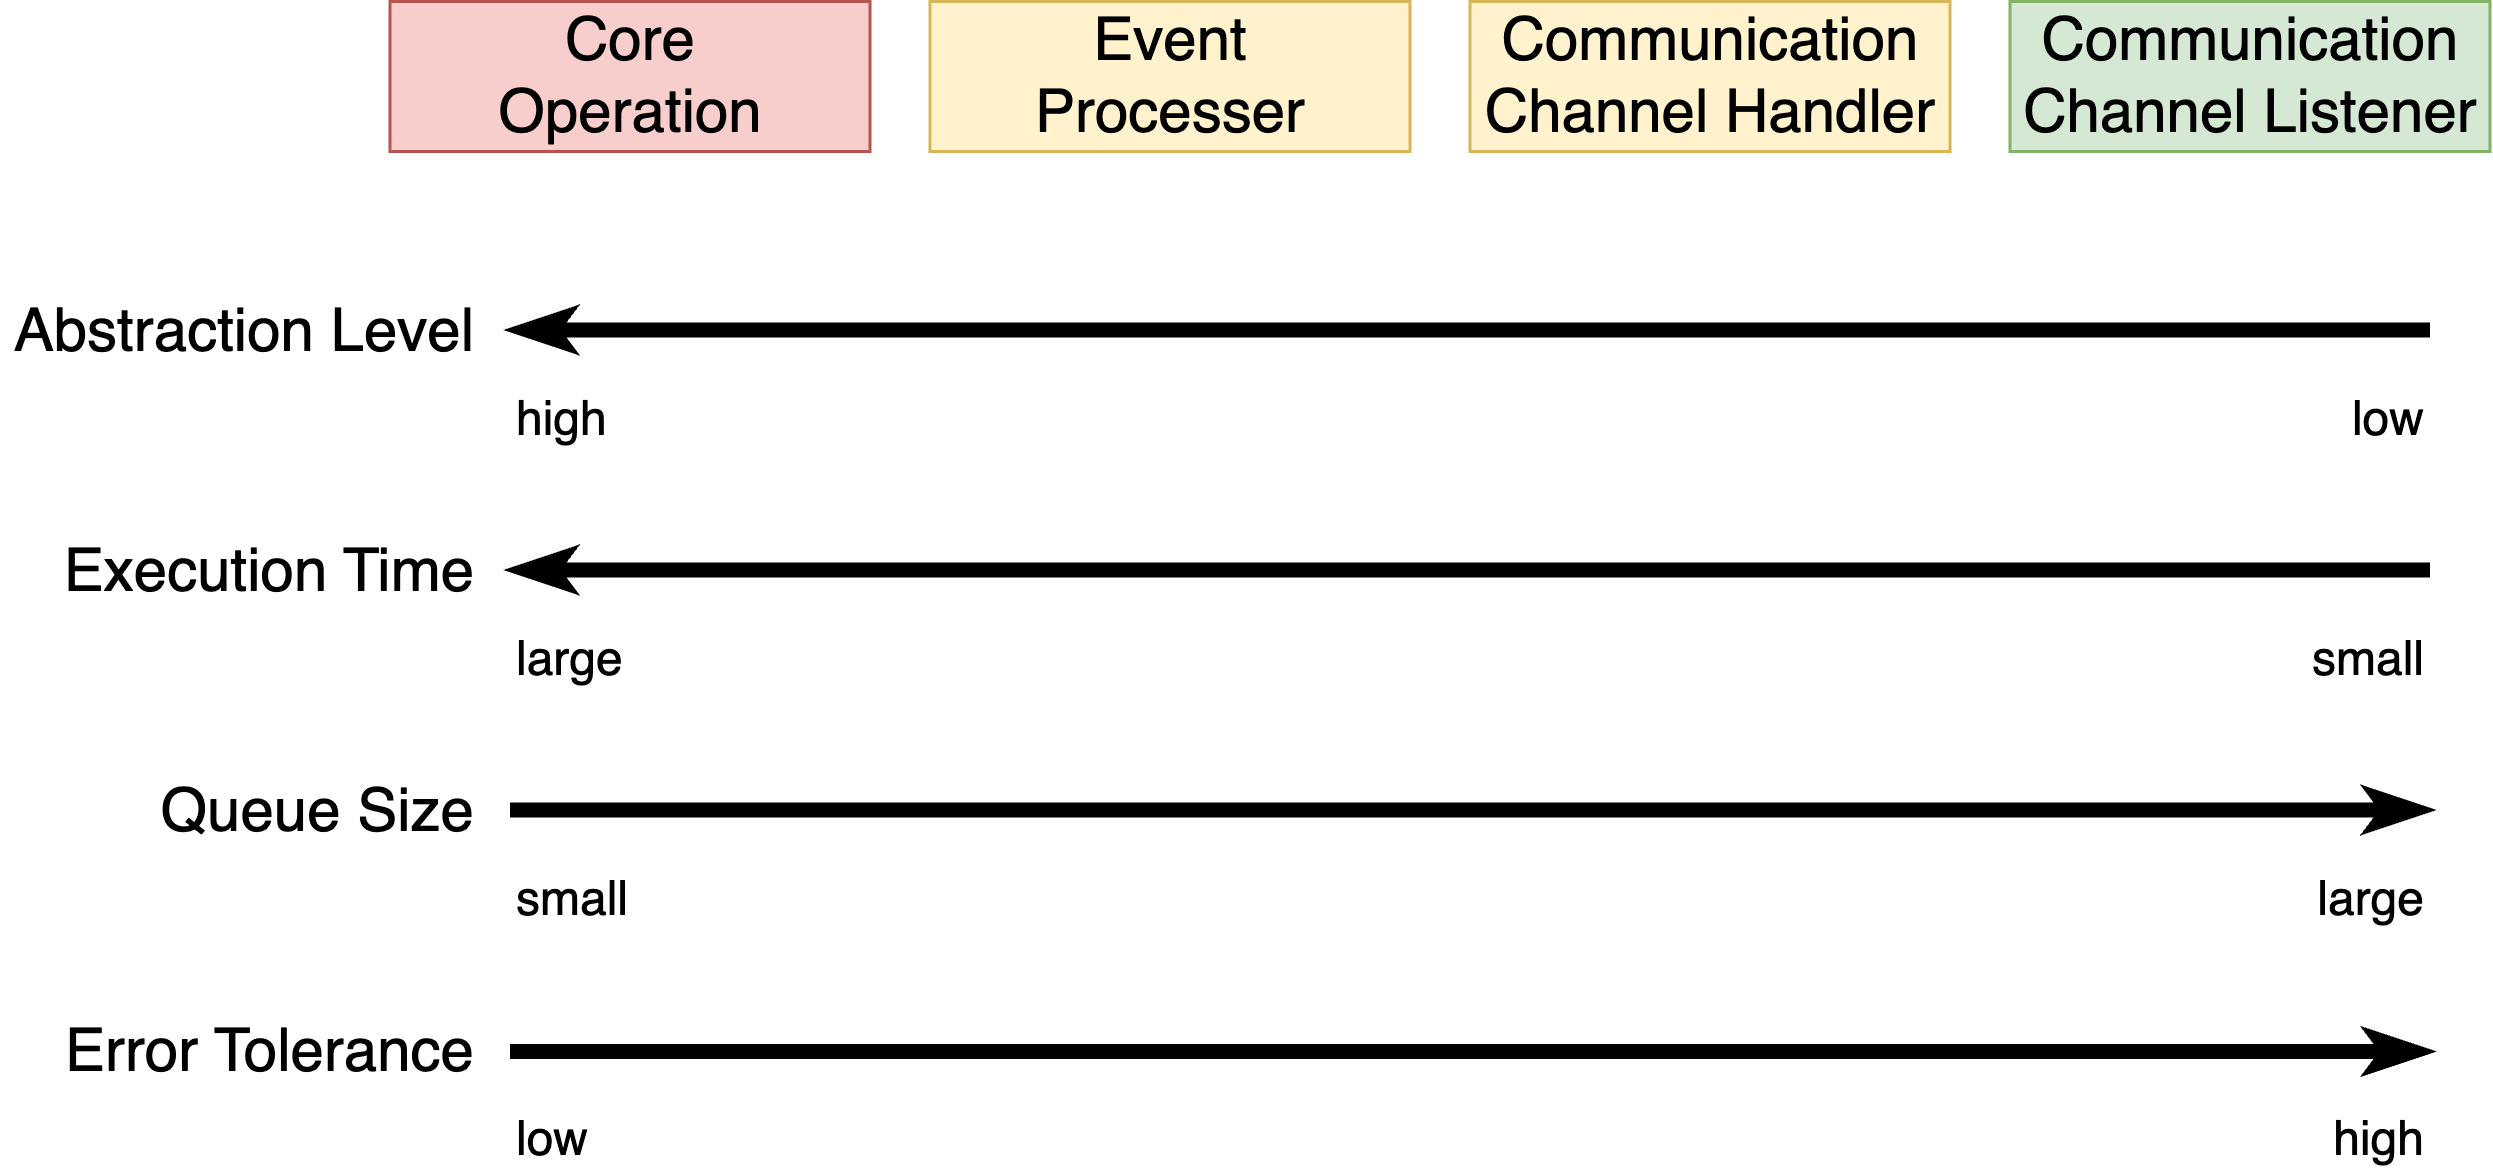 Core
Operation
Event
Processer
Communication
Channel Handler
Communication
Channel Listener
Abstraction Level
high
low
Execution Time
large
small
Queue Size
small
large
Error Tolerance
low
high